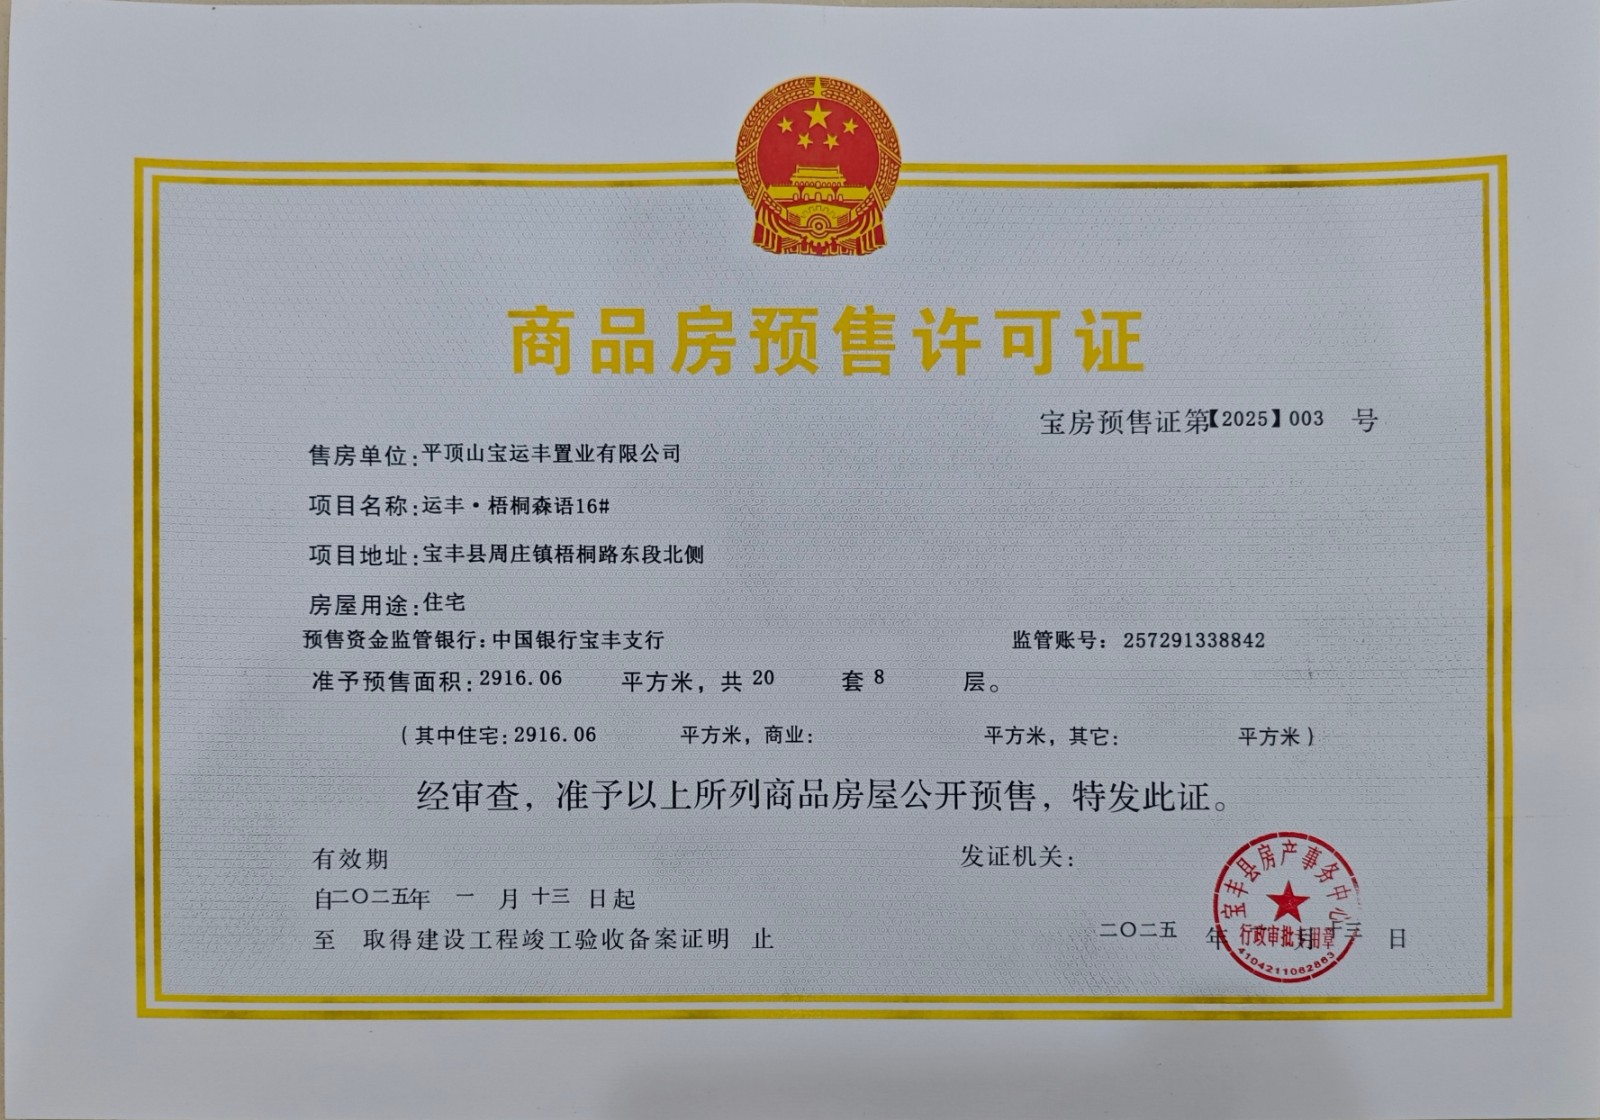 商品房预售许可证
宝房预售证第【2025】003 号
售房单位:平顶山宝运丰置业有限公司
项目名称:运丰·梧桐森语16#
项目地址:宝丰县周庄镇梧桐路东段北侧
房屋用途:住宅
预售资金监管银行:中国银行宝丰支行 监管账号: 257291338842
准予预售面积:2916.06 平方米，共 20 套 8 层。
（其中住宅:2916.06 平方米，商业: 平方米，其它: 平方米）
经审查，准予以上所列商品房屋公开预售，特发此证。
有效期
发证机关:
自二〇二五年 一 月 十三 日起
至 取得建设工程竣工验收备案证明 止
二〇二五 年 月 十三 日
宝丰县房产事务中心
行政审批专用章
4104211062863